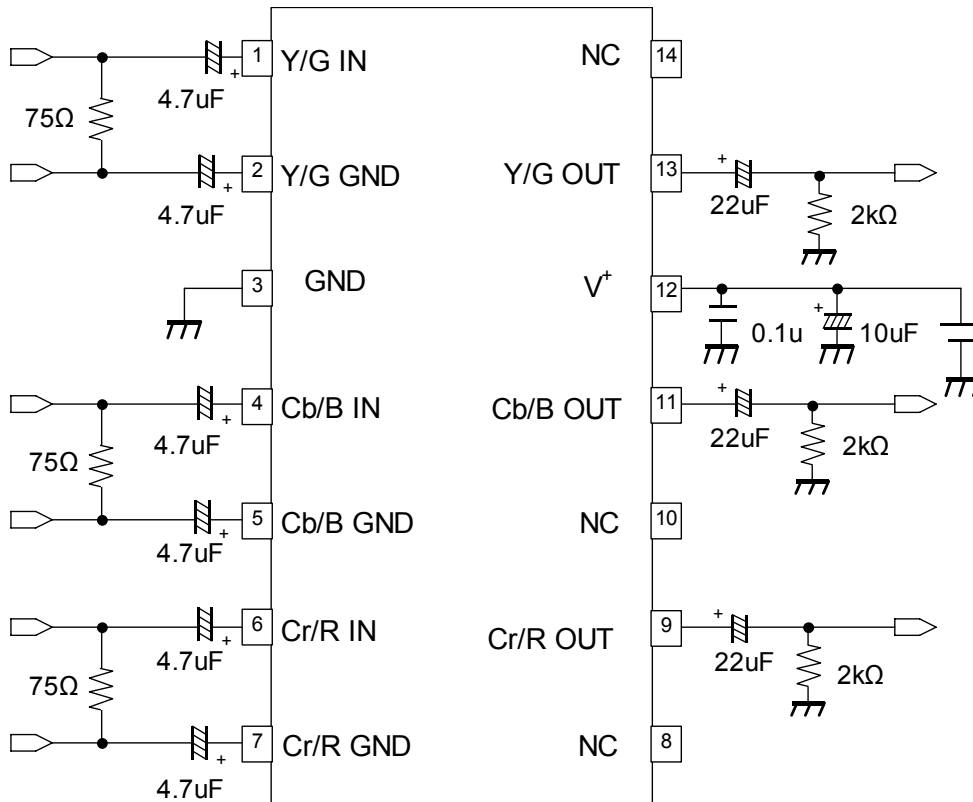 1 Y/G IN NC 14
4.7uF
75Ω
2 Y/G GND Y/G OUT 13
4.7uF 22uF 2kΩ
3 GND V+ 12
0.1u 10uF
4 Cb/B IN Cb/B OUT 11
4.7uF 22uF 2kΩ
75Ω
5 Cb/B GND NC 10
4.7uF
6 Cr/R IN Cr/R OUT 9
4.7uF 22uF 2kΩ
75Ω
7 Cr/R GND NC 8
4.7uF